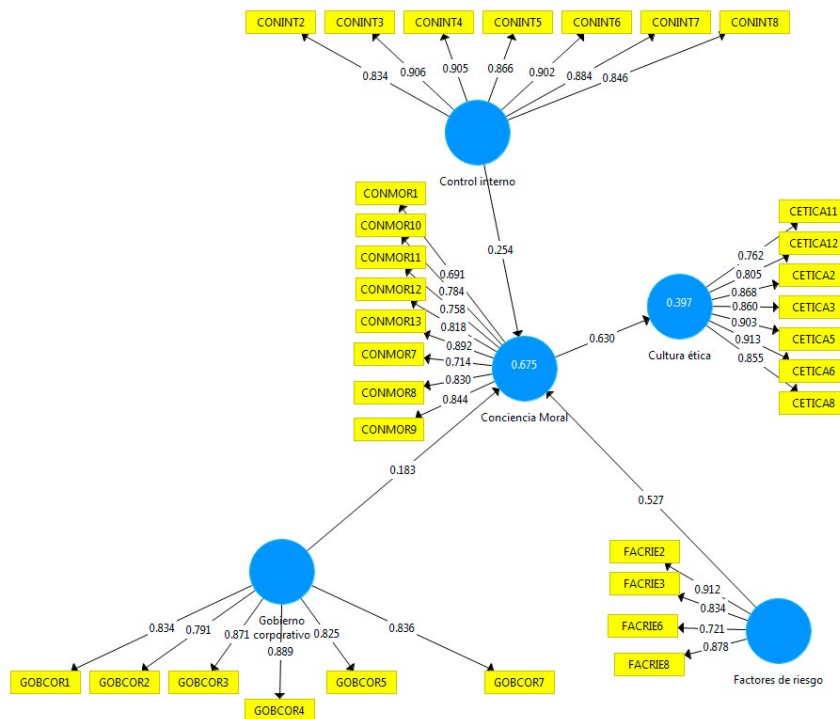 CONINT2 CONINT3 CONINT4 CONINT5 CONINT6 CONINT7 CONINT8
0.834 0.906 0.905 0.866 0.902 0.884 0.846
Control interno
0.254
CONMOR1
CONMOR10
CONMOR11
CONMOR12
CONMOR13
CONMOR7
CONMOR8
CONMOR9
0.691
0.784
0.758
0.818
0.892
0.714
0.830
0.844
0.675
Conciencia Moral
0.630
0.397
Cultura ética
0.762
0.805
0.868
0.860
0.903
0.913
0.855
CETICA11
CETICA12
CETICA2
CETICA3
CETICA5
CETICA6
CETICA8
0.183
0.527
Gobierno
corporativo
0.834 0.791 0.871 0.889 0.825 0.836
GOBCOR1 GOBCOR2 GOBCOR3 GOBCOR4 GOBCOR5 GOBCOR7
FACRIE2
FACRIE3
FACRIE6
FACRIE8
0.912
0.834
0.721
0.878
Factores de riesgo